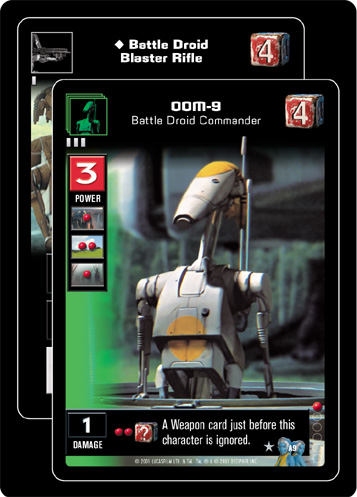 ◆ Battle Droid
Blaster Rifle
4
OOM-9
Battle Droid Commander
4
3
POWER
1
DAMAGE
?
A Weapon card just before this
character is ignored.
A9